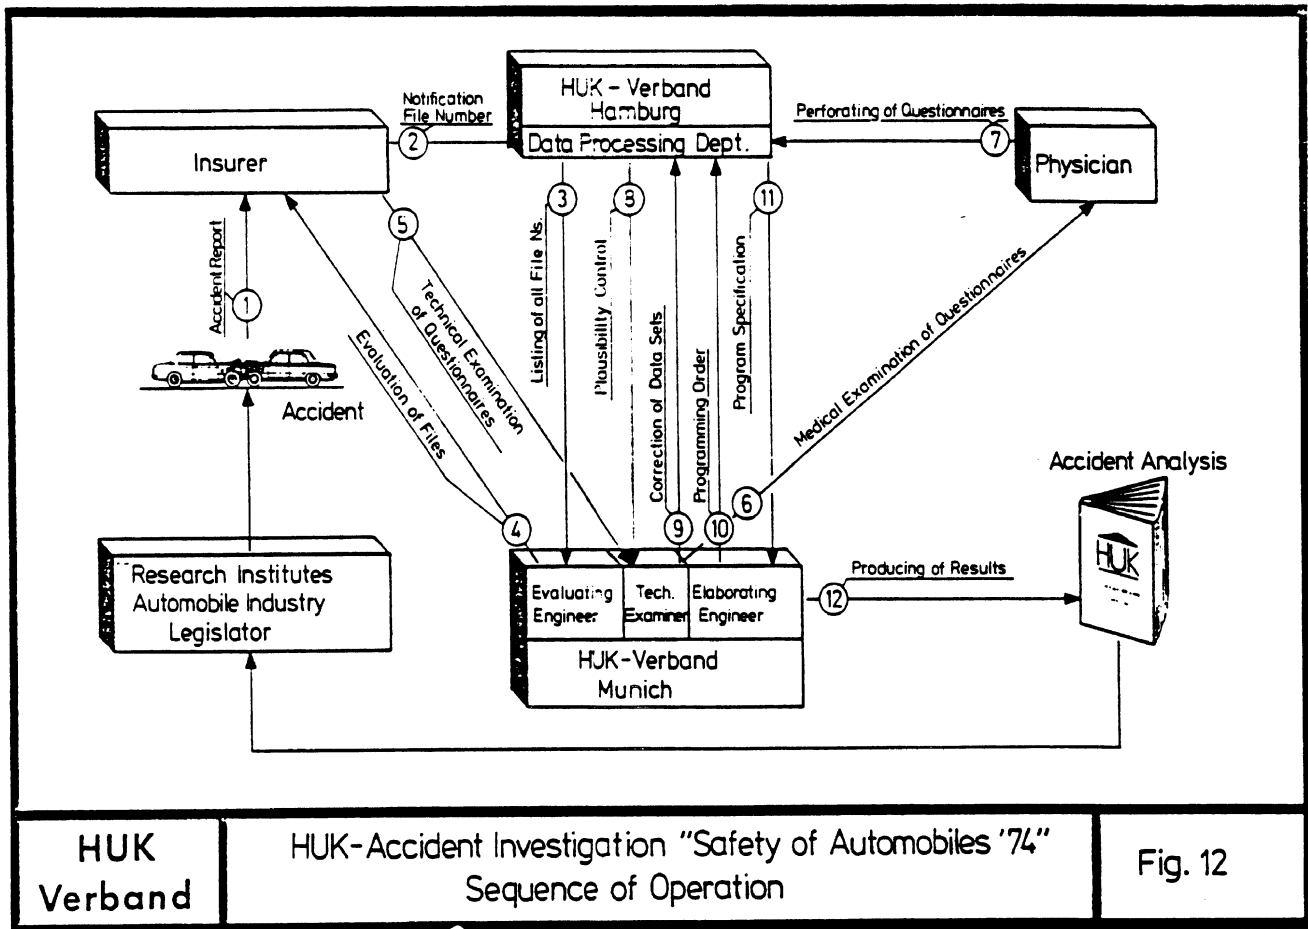 Notification
File Number
2
HUK - Verband
Hamburg
Data Processing Dept.
Perforating of Questionnaires
7
Physician
Insurer
1
Accident Report
Accident
5
Technical Examination
of Questionnaires
Evaluation of Files
4
3
Listing of all File Ns.
8
Plausibility Control
Correction of Data Sets
9
Programming Order
10
11
Program Specification
6
Medical Examination of Questionnaires
Accident Analysis
HUK
Research Institutes
Automobile Industry
Legislator
Evaluating
Engineer
Tech.
Examiner
Elaborating
Engineer
HUK-Verband
Munich
12
Producing of Results
HUK
Verband
HUK-Accident Investigation "Safety of Automobiles '74"
Sequence of Operation
Fig. 12